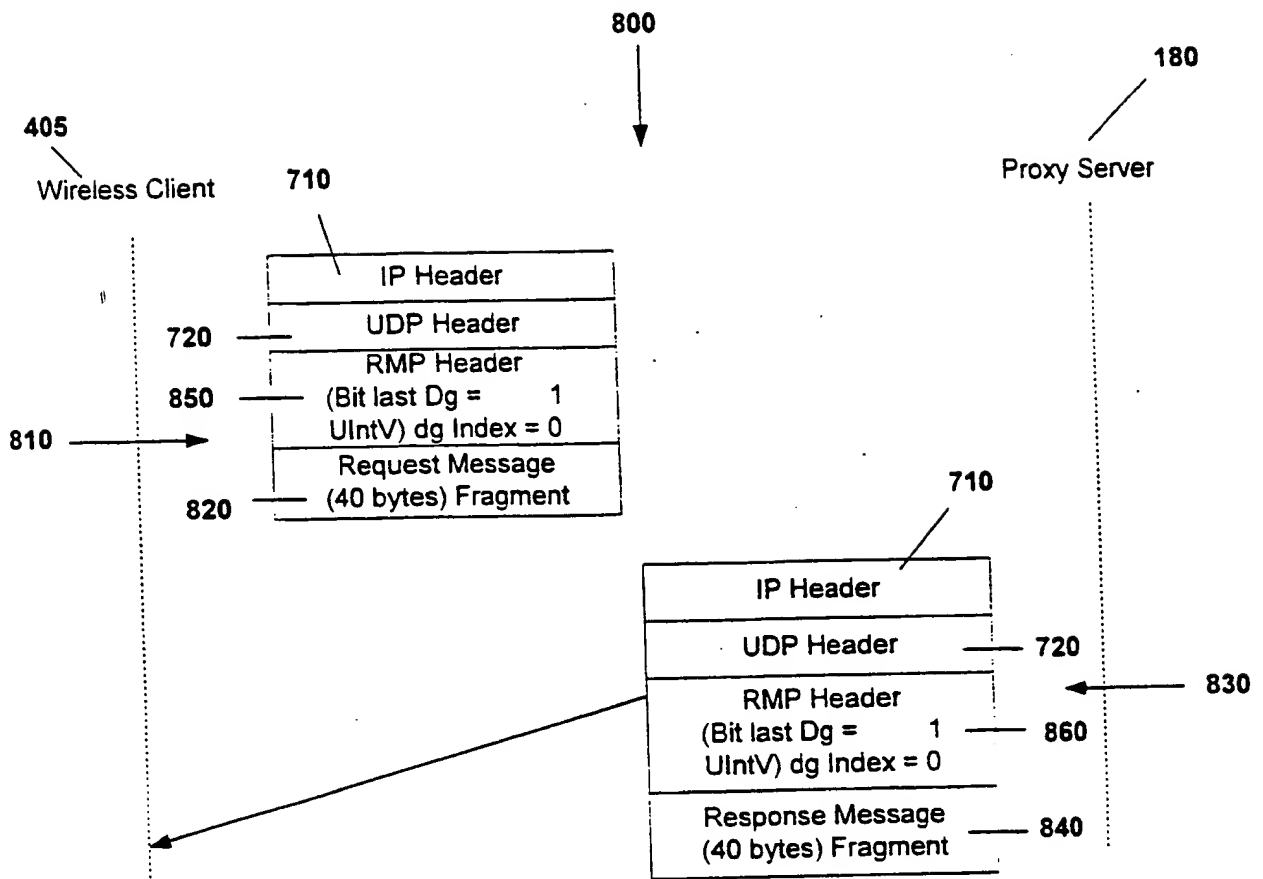 800
180
405
Wireless Client
710
Proxy Server
IP Header
720
UDP Header
RMP Header
850
(Bit last Dg = 1
810
UIntV) dg Index = 0
Request Message
820
(40 bytes) Fragment
710
IP Header
UDP Header
720
RMP Header
830
(Bit last Dg = 1
860
UIntV) dg Index = 0
Response Message
840
(40 bytes) Fragment